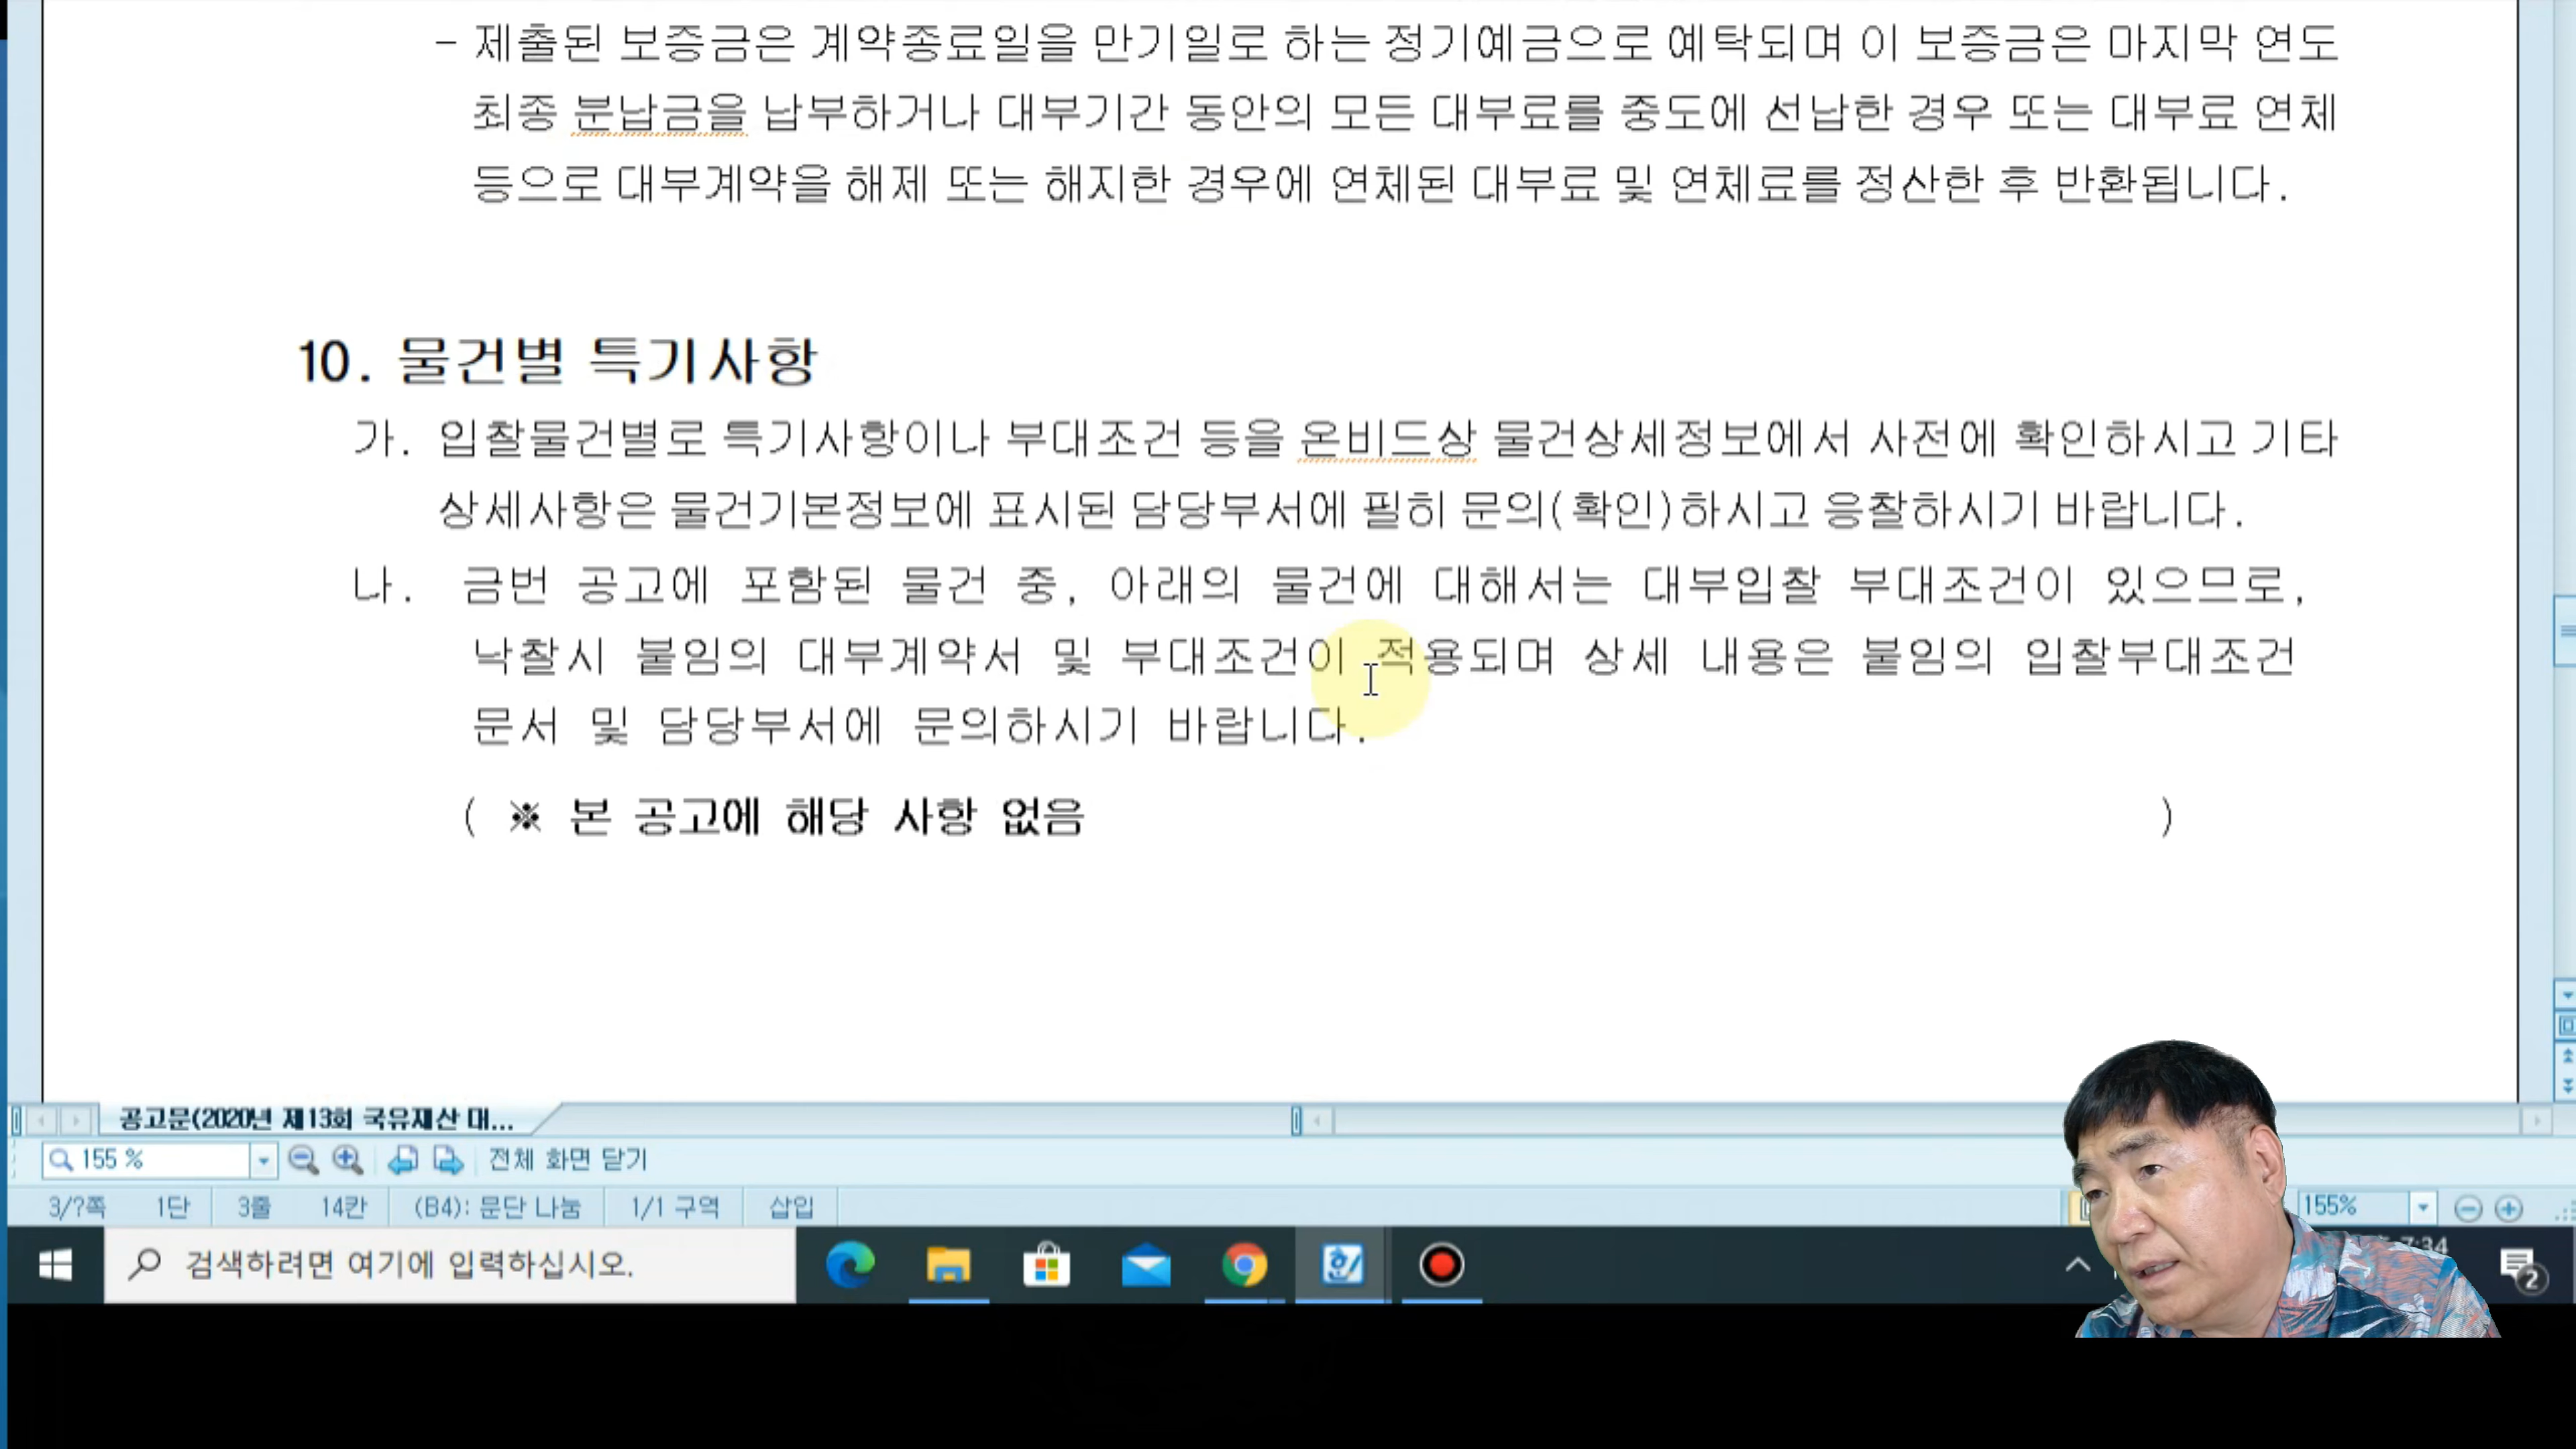 - 제출된 보증금은 계약종료일을 만기일로 하는 정기예금으로 예탁되며 이 보증금은 마지막 연도
최종 분납금을 납부하거나 대부기간 동안의 모든 대부료를 중도에 선납한 경우 또는 대부료 연체
등으로 대부계약을 해제 또는 해지한 경우에 연체된 대부료 및 연체료를 정산한 후 반환됩니다.
10. 물건별 특기사항
가. 입찰물건별로 특기사항이나 부대조건 등을 온비드상 물건상세정보에서 사전에 확인하시고 기타
상세사항은 물건기본정보에 표시된 담당부서에 필히 문의(확인)하시고 응찰하시기 바랍니다.
나. 금번 공고에 포함된 물건 중, 아래의 물건에 대해서는 대부입찰 부대조건이 있으므로,
낙찰시 붙임의 대부계약서 및 부대조건이 적용되며 상세 내용은 붙임의 입찰부대조건
문서 및 담당부서에 문의하시기 바랍니다.
( ※ 본 공고에 해당 사항 없음 )
공고문(2020년 제13회 국유재산 대...
155 % 전체 화면 닫기
3/?쪽 1단 3줄 14칸 (B4): 문단 나눔 1/1 구역 삽입 155%
검색하려면 여기에 입력하십시오. 7:34 2